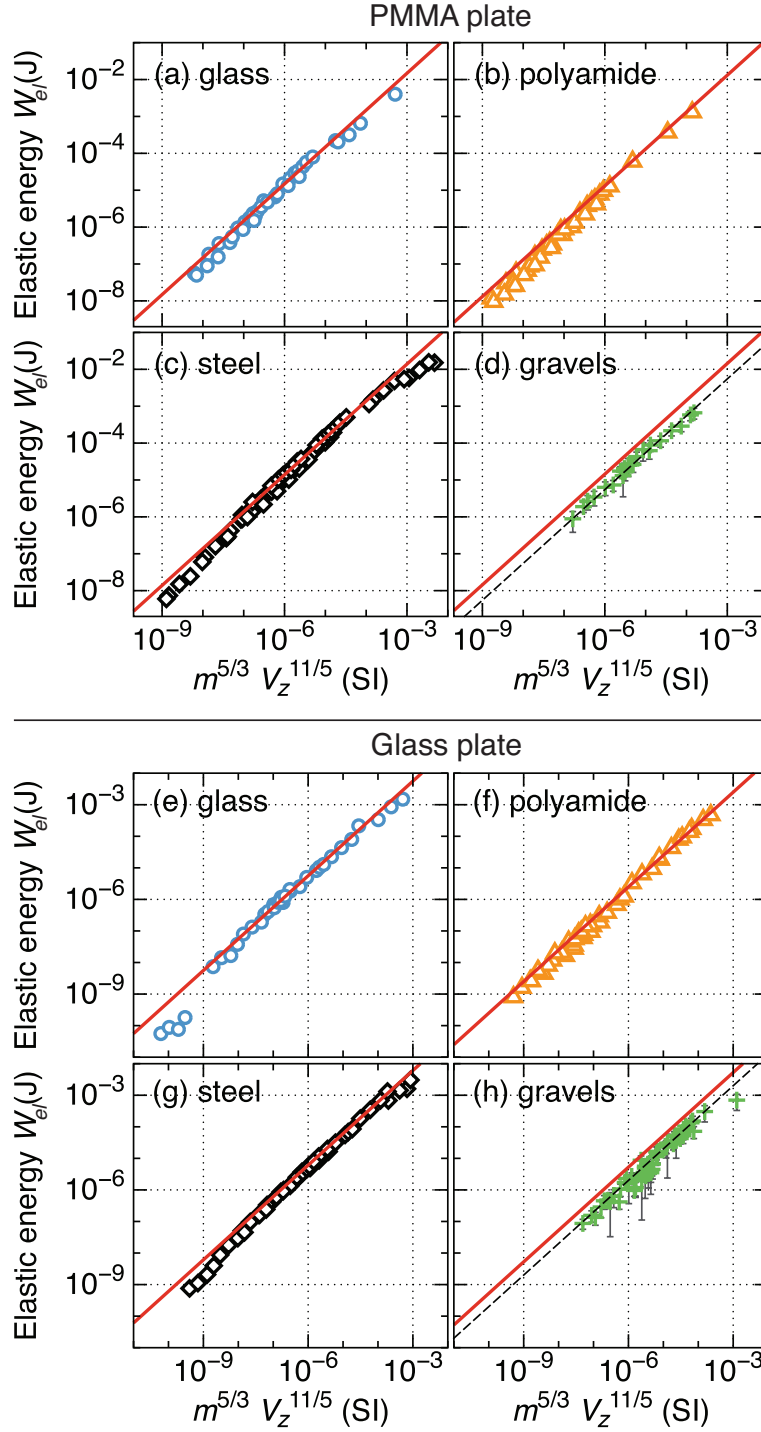 PMMA plate
(a) glass
(b) polyamide
Elastic energy W_el(J)
10⁻²
10⁻⁴
10⁻⁶
10⁻⁸
(c) steel
(d) gravels
Elastic energy W_el(J)
10⁻²
10⁻⁴
10⁻⁶
10⁻⁸
10⁻⁹ 10⁻⁶ 10⁻³ 10⁻⁹ 10⁻⁶ 10⁻³
m^5/3 V_z^11/5 (SI) m^5/3 V_z^11/5 (SI)
Glass plate
(e) glass
(f) polyamide
Elastic energy W_el(J)
10⁻³
10⁻⁶
10⁻⁹
(g) steel
(h) gravels
Elastic energy W_el(J)
10⁻³
10⁻⁶
10⁻⁹
10⁻⁹ 10⁻⁶ 10⁻³ 10⁻⁹ 10⁻⁶ 10⁻³
m^5/3 V_z^11/5 (SI) m^5/3 V_z^11/5 (SI)